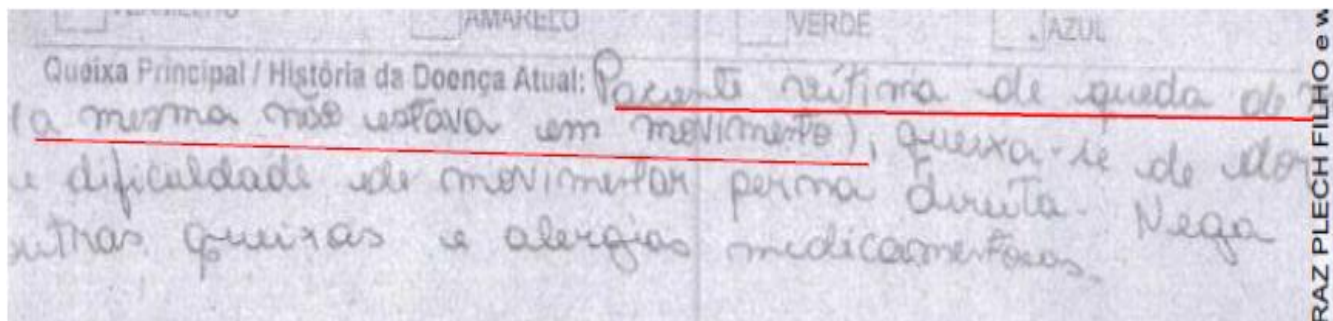 AMARELO VERDE AZUL
Queixa Principal / História da Doença Atual: Paciente vítima de queda de
(a mesma não estava em movimento), queixa-se de dor
e dificuldade de movimentar perna direita. Nega
outras queixas e alergias medicamentosas.
RAZ PLECH FILHO e w